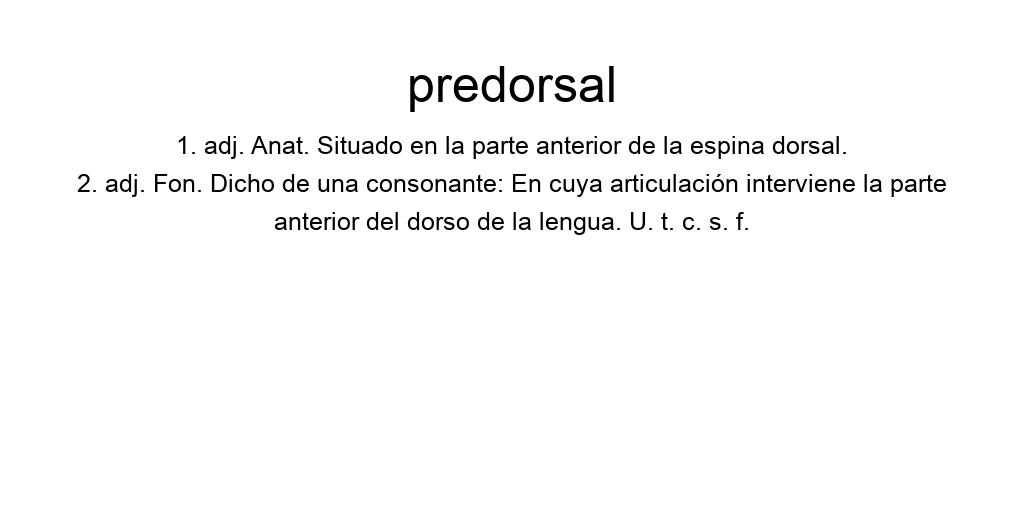 predorsal
1. adj. Anat. Situado en la parte anterior de la espina dorsal.
2. adj. Fon. Dicho de una consonante: En cuya articulación interviene la parte
anterior del dorso de la lengua. U. t. c. s. f.